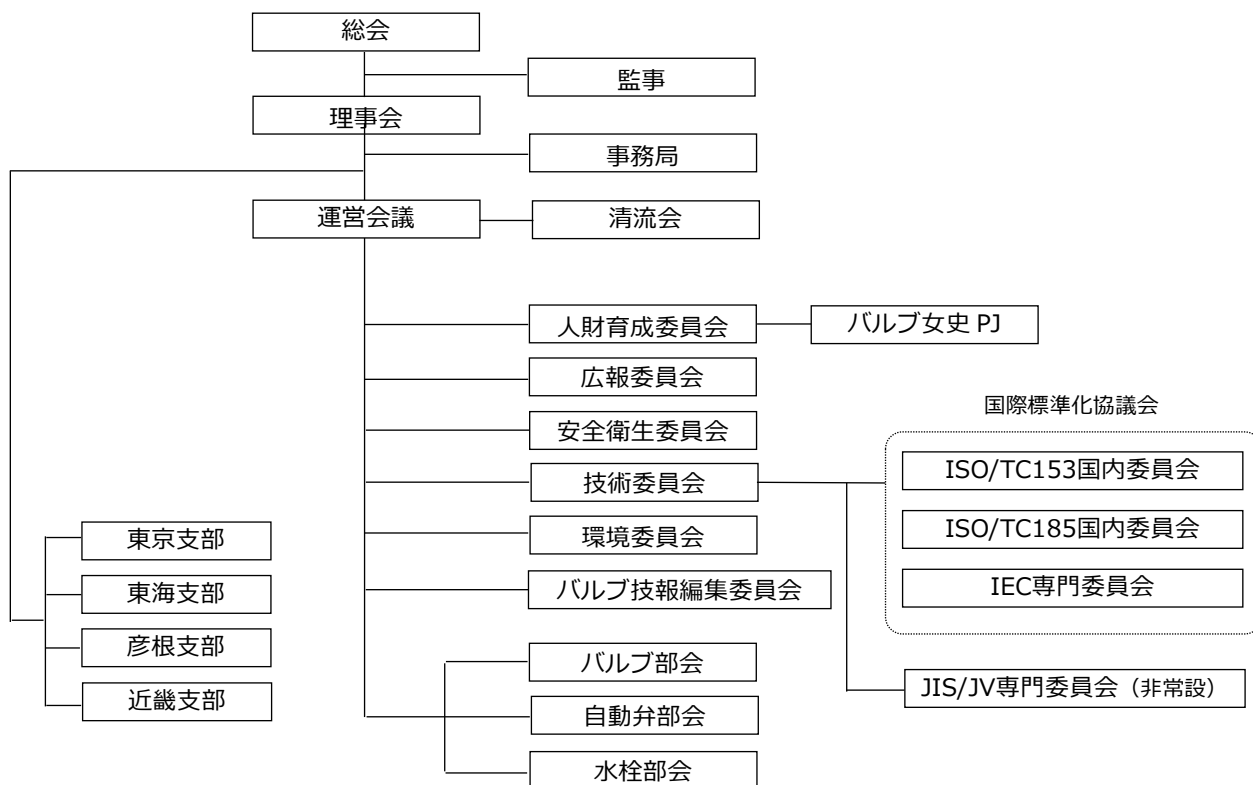 総会
監事
理事会
事務局
運営会議
清流会
人財育成委員会
バルブ女史 PJ
広報委員会
国際標準化協議会
安全衛生委員会
ISO/TC153国内委員会
技術委員会
ISO/TC185国内委員会
環境委員会
東京支部
バルブ技報編集委員会
IEC専門委員会
東海支部
彦根支部
バルブ部会
JIS/JV専門委員会（非常設）
近畿支部
自動弁部会
水栓部会